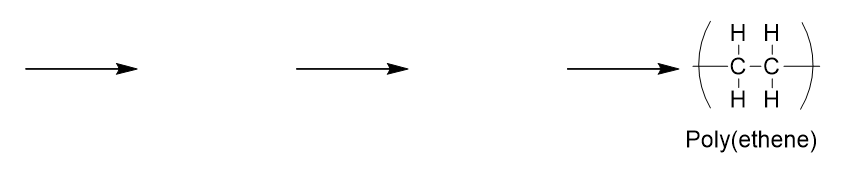 H H
C C
H H
Poly(ethene)